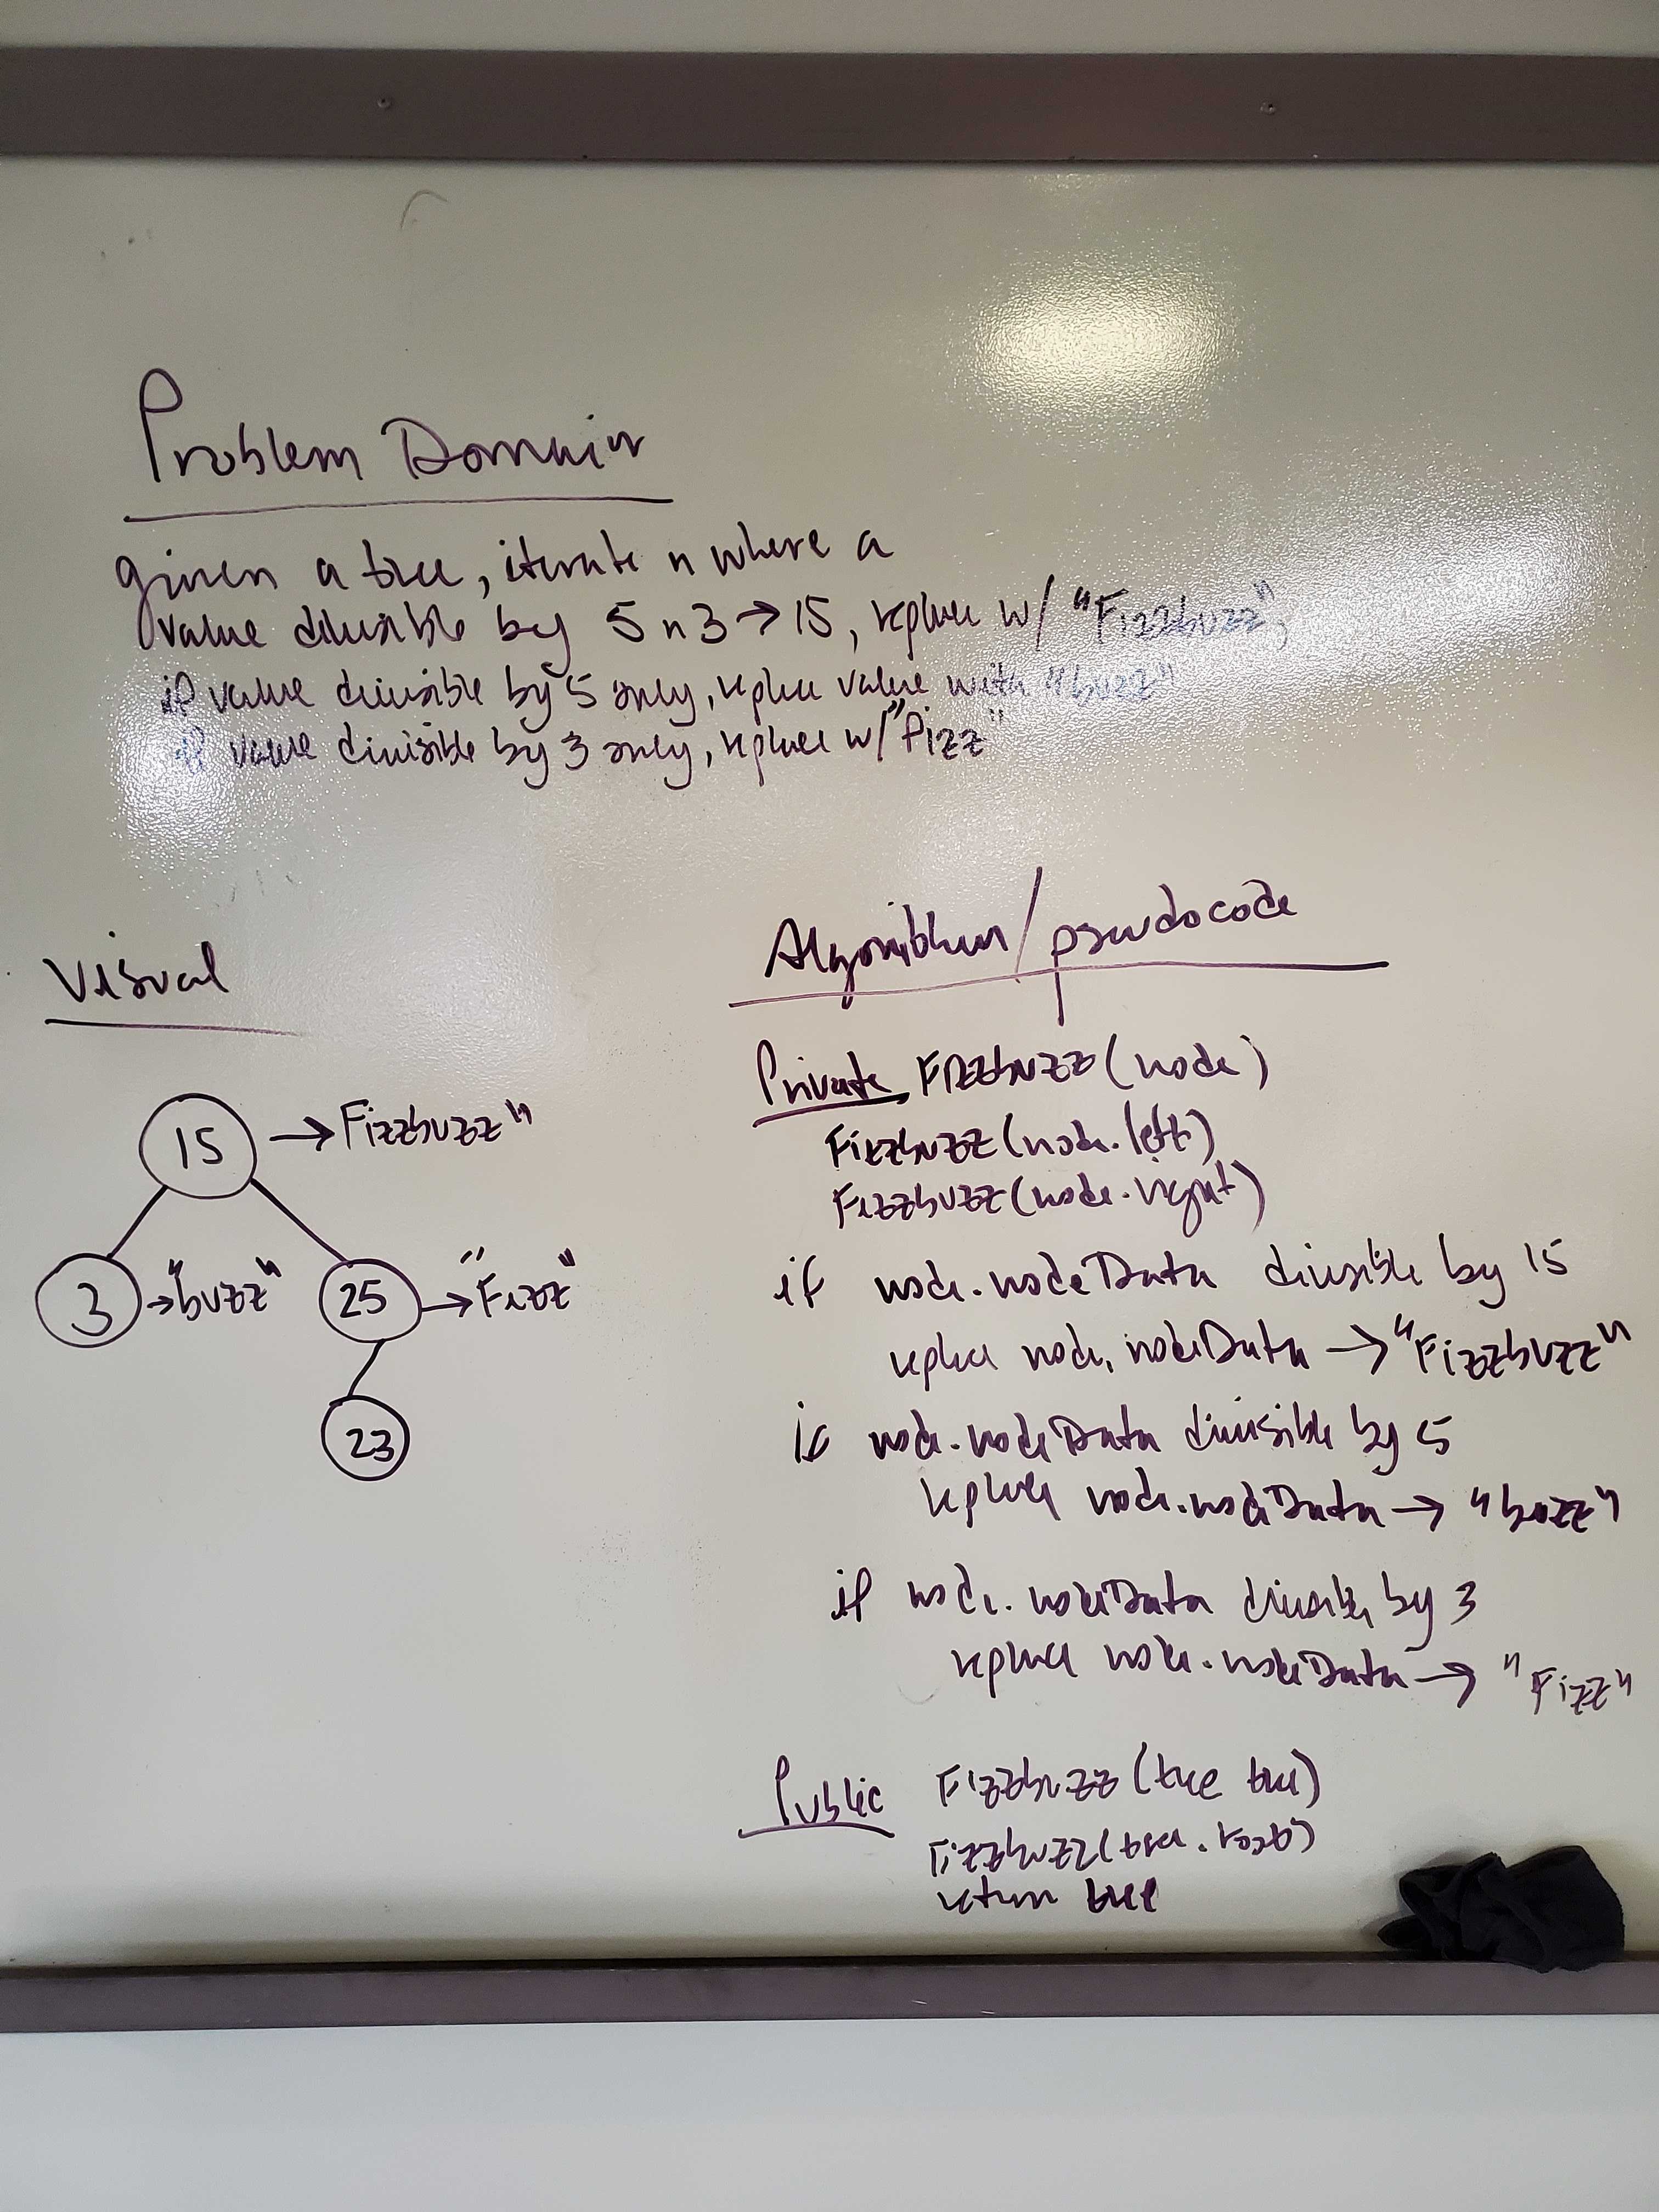 Problem Domain
given a tree, iterate n where a
value divisible by 5 n 3 → 15, replace w/ "Fizzbuzz",
if value divisible by 5 only, replace value with "buzz"
if value divisible by 3 only, replace w/ "fizz"
Visual
15 → Fizzbuzz"
3 → "buzz" 25 → "Fizz"
23
Algorithm/pseudocode
Private Fizzbuzz(node)
Fizzbuzz(node.left)
Fizzbuzz(node.right)
if node.nodeData divisible by 15
replace node.nodeData → "Fizzbuzz"
if node.nodeData divisible by 5
replace node.nodeData → "buzz"
if node.nodeData divisible by 3
replace node.nodeData → "Fizz"
Public Fizzbuzz(tree tree)
Fizzbuzz(tree.root)
return tree